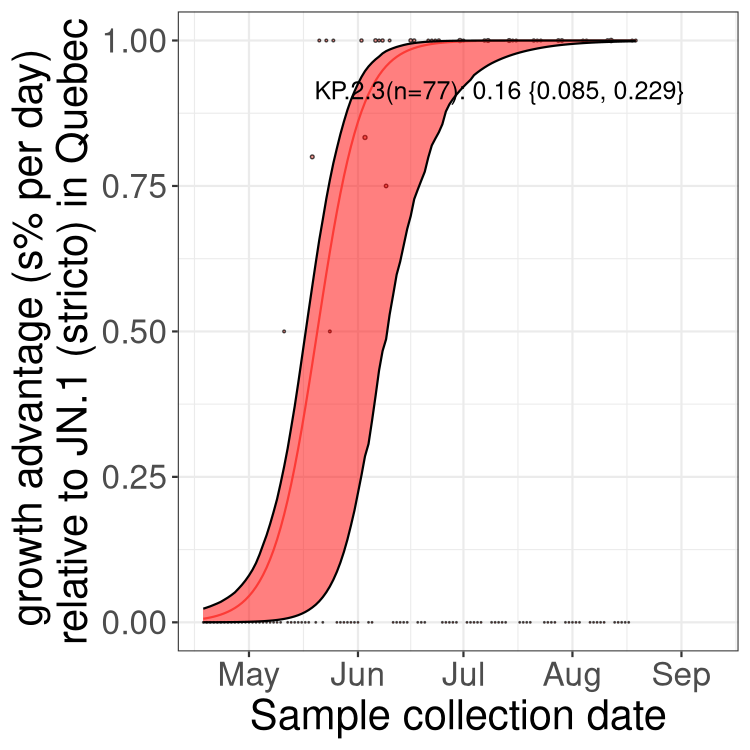 growth advantage (s% per day)
relative to JN.1 (stricto) in Quebec
1.00
0.75
0.50
0.25
0.00
KP.2.3(n=77): 0.16 {0.085, 0.229}
May Jun Jul Aug Sep
Sample collection date